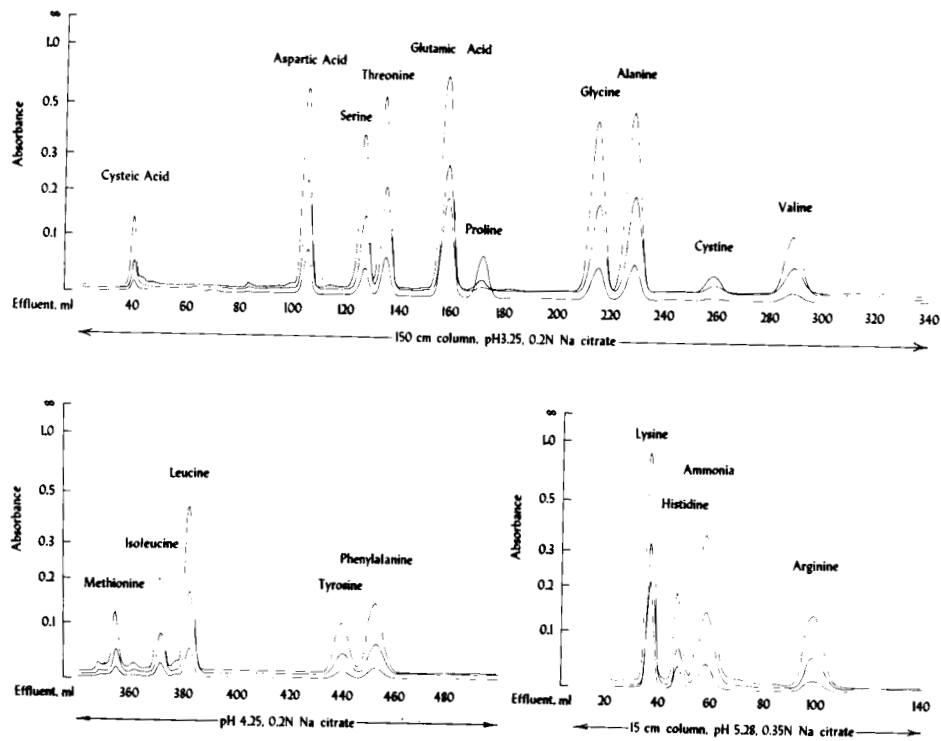 ∞
1.0
0.5
0.3
0.2
0.1
Absorbance
Cysteic Acid
Aspartic Acid
Serine
Threonine
Glutamic Acid
Proline
Glycine
Alanine
Cystine
Valine
Effluent, ml 40 60 80 100 120 140 160 180 200 220 240 260 280 300 320 340
150 cm column, pH3.25, 0.2N Na citrate
∞
1.0
0.5
0.3
0.2
0.1
Absorbance
Methionine
Isoleucine
Leucine
Tyrosine
Phenylalanine
Effluent, ml 360 380 400 420 440 460 480
pH 4.25, 0.2N Na citrate
∞
1.0
0.5
0.3
0.2
0.1
Absorbance
Lysine
Histidine
Ammonia
Arginine
Effluent, ml 20 40 60 80 100 120 140
15 cm column, pH 5.28, 0.35N Na citrate